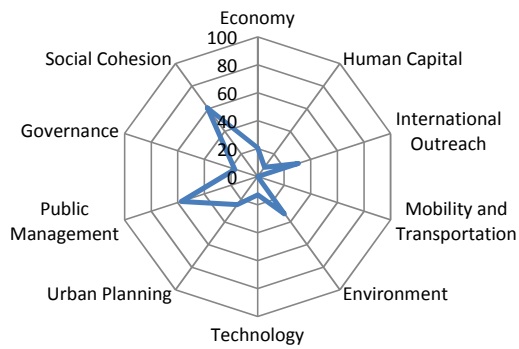 Economy
Human Capital
International
Outreach
Mobility and
Transportation
Environment
Technology
Urban Planning
Public
Management
Governance
Social Cohesion
100
80
60
40
20
0